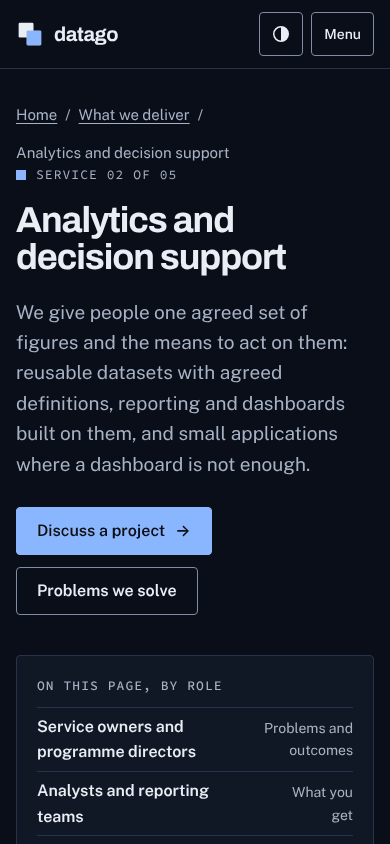 datago
Menu
Home / What we deliver /
Analytics and decision support
SERVICE 02 OF 05
Analytics and
decision support
We give people one agreed set of
figures and the means to act on them:
reusable datasets with agreed
definitions, reporting and dashboards
built on them, and small applications
where a dashboard is not enough.
Discuss a project →
Problems we solve
ON THIS PAGE, BY ROLE
Service owners and
programme directors
Problems and
outcomes
Analysts and reporting
teams
What you
get